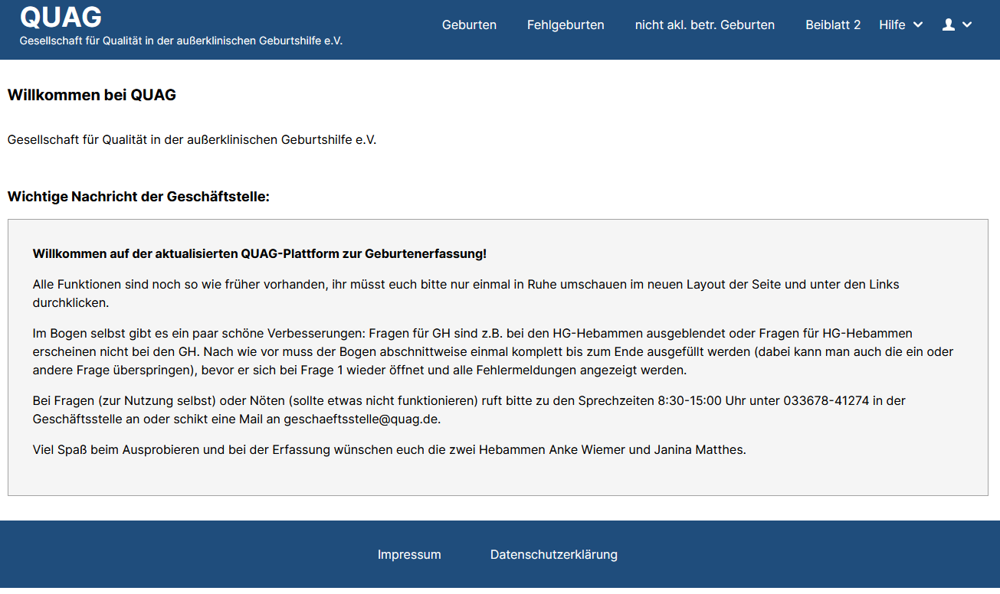 QUAG
Gesellschaft für Qualität in der außerklinischen Geburtshilfe e.V.
Geburten Fehlgeburten nicht akl. betr. Geburten Beiblatt 2 Hilfe
Willkommen bei QUAG
Gesellschaft für Qualität in der außerklinischen Geburtshilfe e.V.
Wichtige Nachricht der Geschäftstelle:
Willkommen auf der aktualisierten QUAG-Plattform zur Geburtenerfassung!
Alle Funktionen sind noch so wie früher vorhanden, ihr müsst euch bitte nur einmal in Ruhe umschauen im neuen Layout der Seite und unter den Links
durchklicken.
Im Bogen selbst gibt es ein paar schöne Verbesserungen: Fragen für GH sind z.B. bei den HG-Hebammen ausgeblendet oder Fragen für HG-Hebammen
erscheinen nicht bei den GH. Nach wie vor muss der Bogen abschnittweise einmal komplett bis zum Ende ausgefüllt werden (dabei kann man auch die ein oder
andere Frage überspringen), bevor er sich bei Frage 1 wieder öffnet und alle Fehlermeldungen angezeigt werden.
Bei Fragen (zur Nutzung selbst) oder Nöten (sollte etwas nicht funktionieren) ruft bitte zu den Sprechzeiten 8:30-15:00 Uhr unter 033678-41274 in der
Geschäftsstelle an oder schikt eine Mail an geschaeftsstelle@quag.de.
Viel Spaß beim Ausprobieren und bei der Erfassung wünschen euch die zwei Hebammen Anke Wiemer und Janina Matthes.
Impressum Datenschutzerklärung